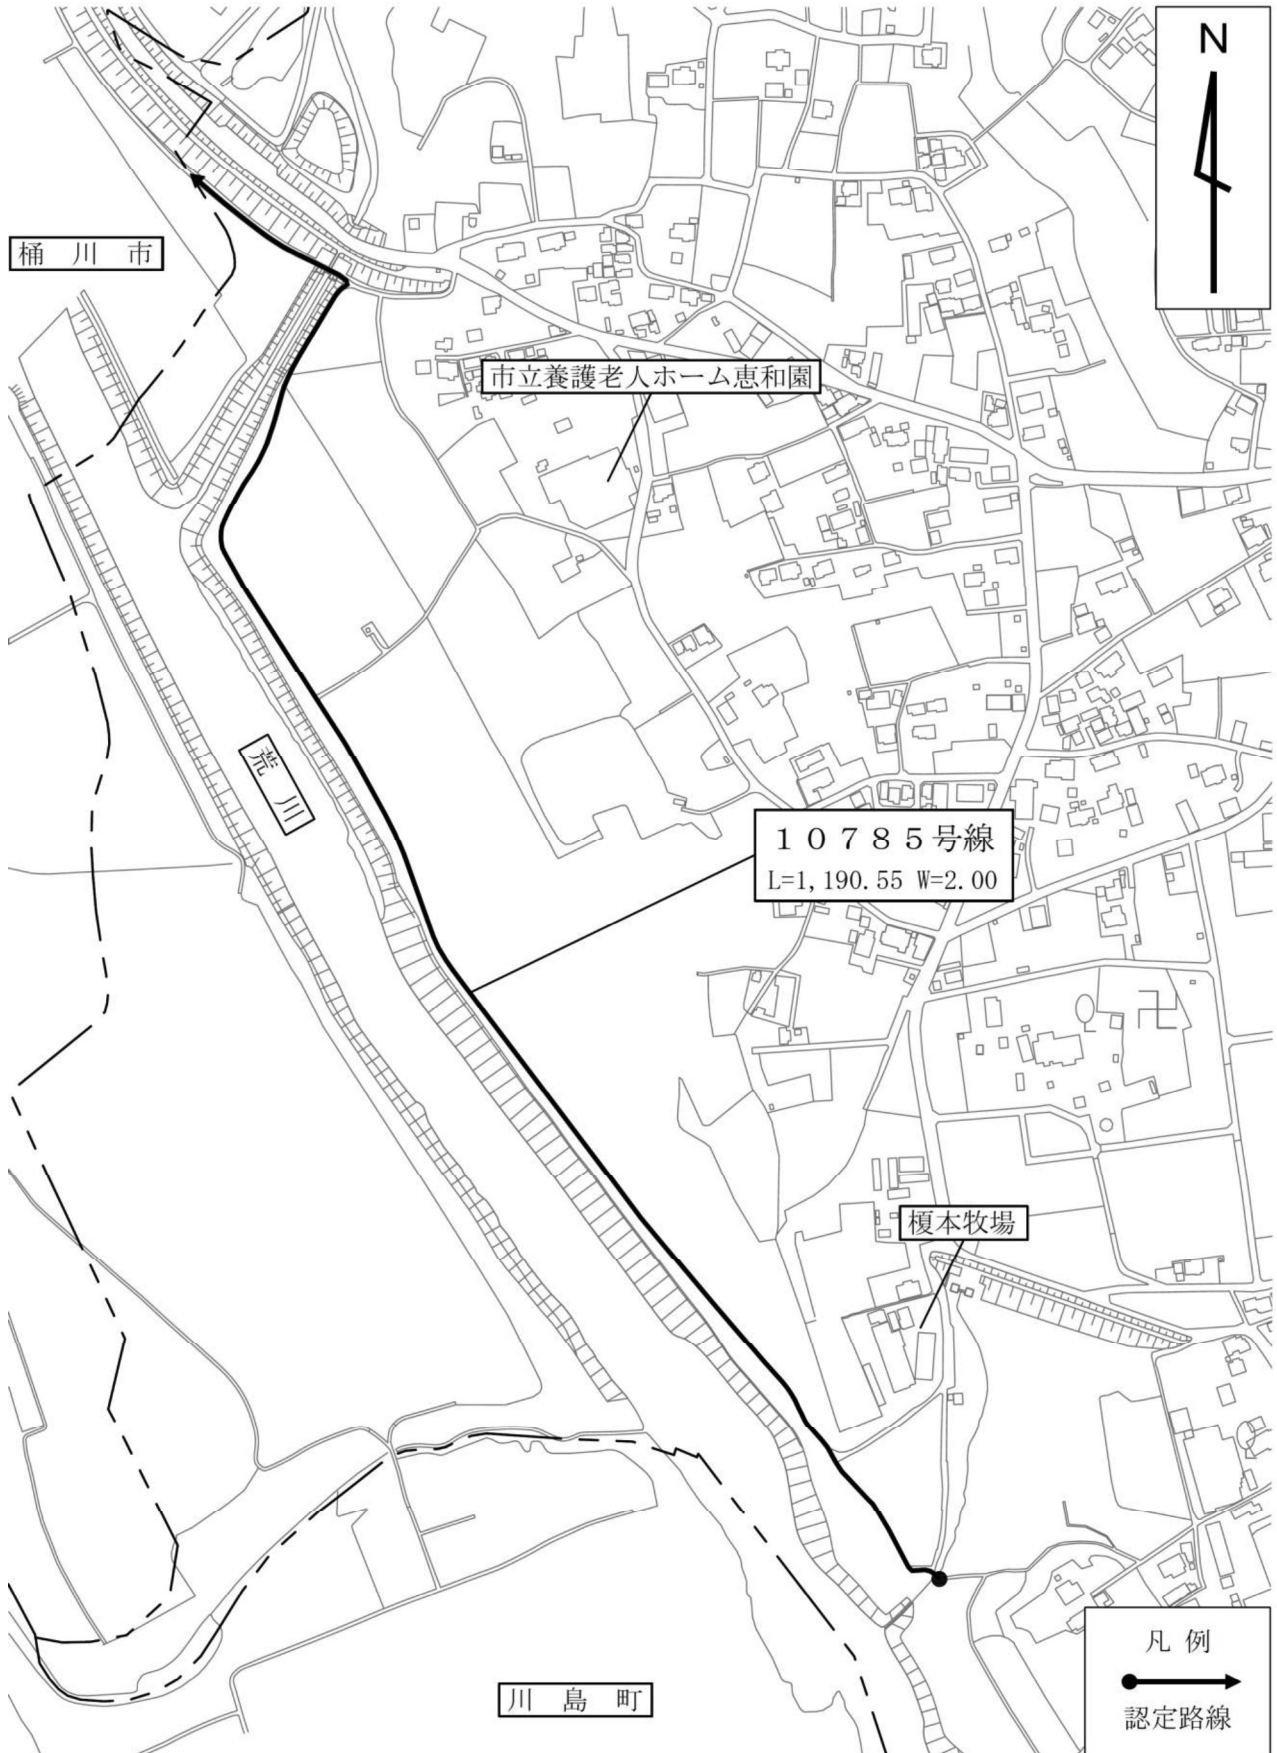 N
桶川市
市立養護老人ホーム恵和園
荒川
10785号線
L=1,190.55 W=2.00
榎本牧場
川島町
凡例
認定路線